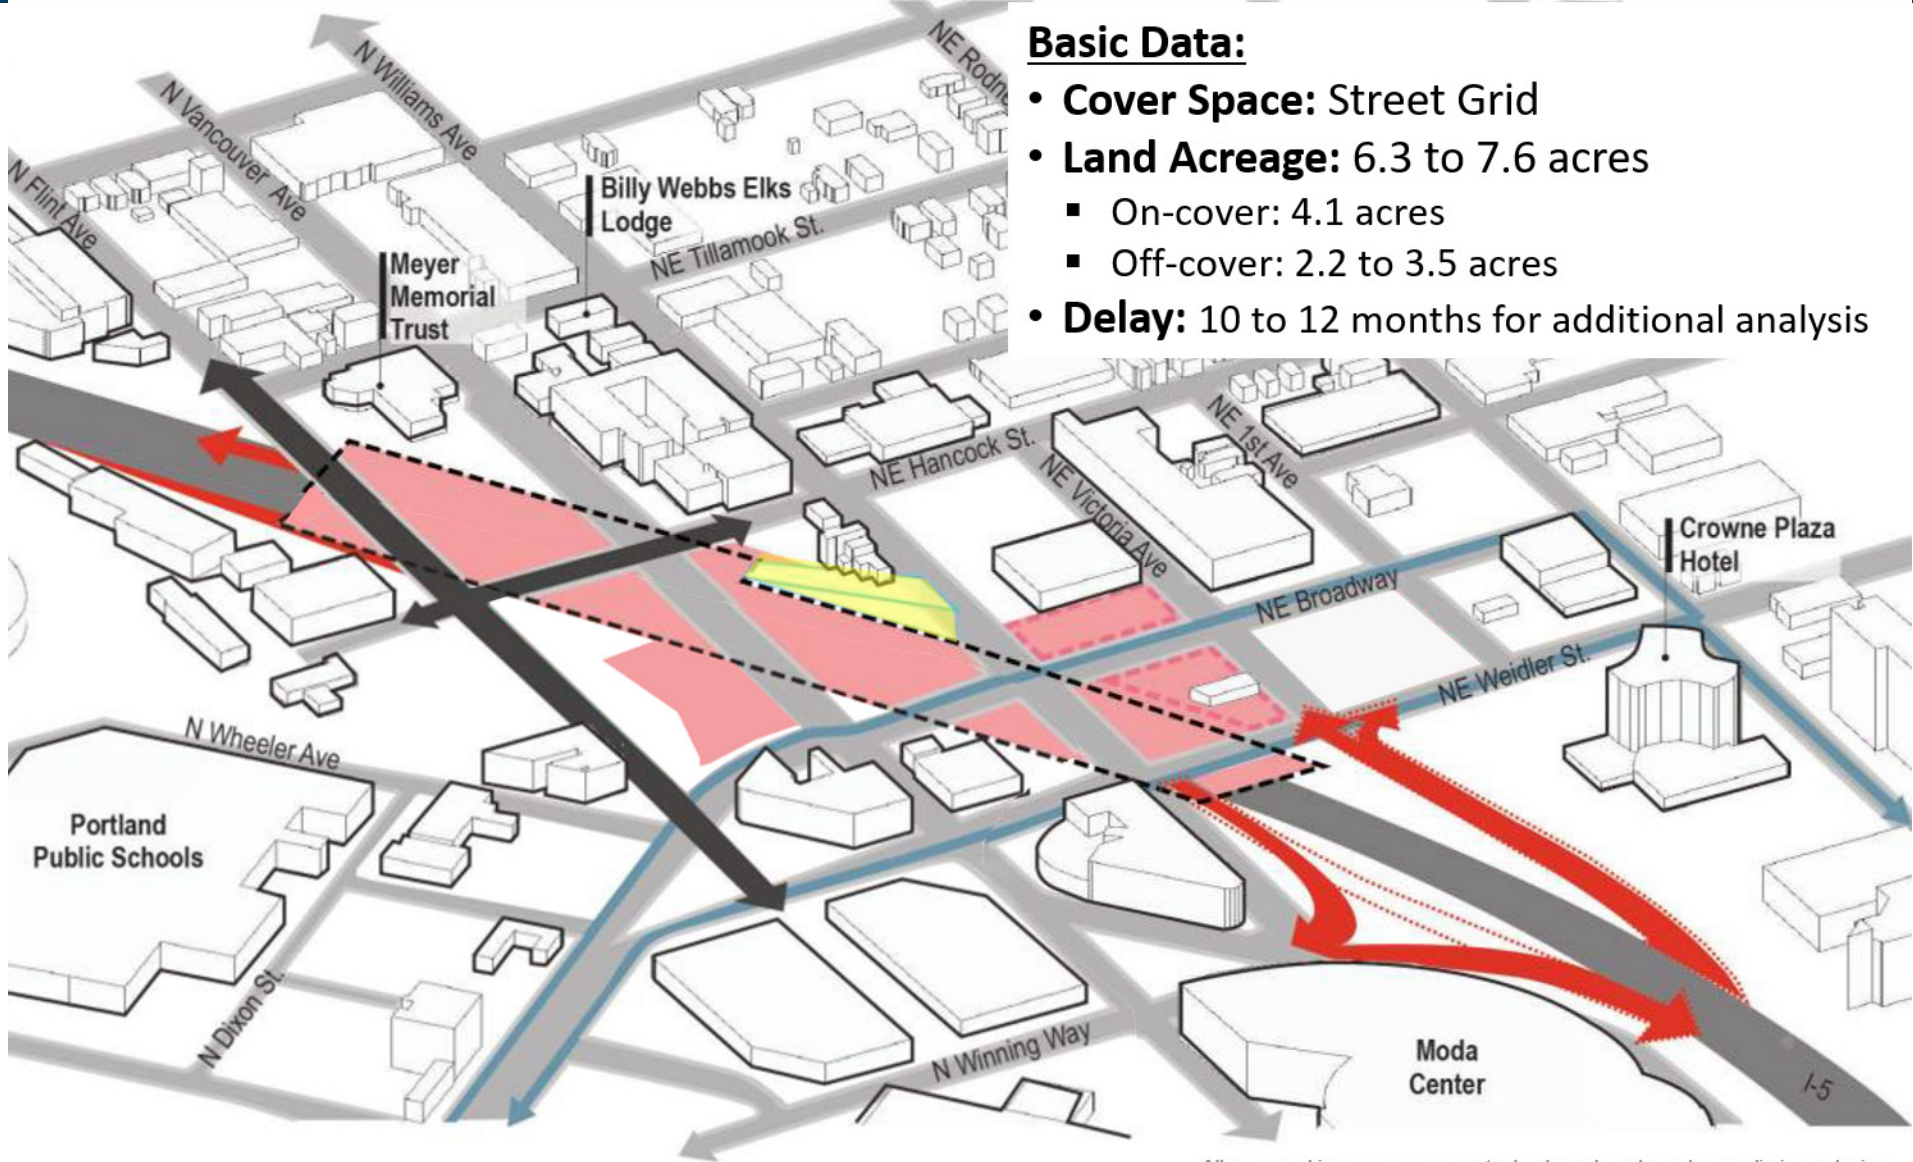 Basic Data:
• Cover Space: Street Grid
• Land Acreage: 6.3 to 7.6 acres
▪ On-cover: 4.1 acres
▪ Off-cover: 2.2 to 3.5 acres
• Delay: 10 to 12 months for additional analysis
N Williams Ave
N Vancouver Ave
N Flint Ave
NE
Billy Webbs Elks
Lodge
NE Tillamook St.
Meyer
Memorial
Trust
NE Hancock St.
NE Victoria Ave
NE 1st Ave
Crowne Plaza
Hotel
NE Broadway
NE Weidler St.
N Wheeler Ave
Portland
Public Schools
N Dixon St.
N Winning Way
Moda
Center
I-5